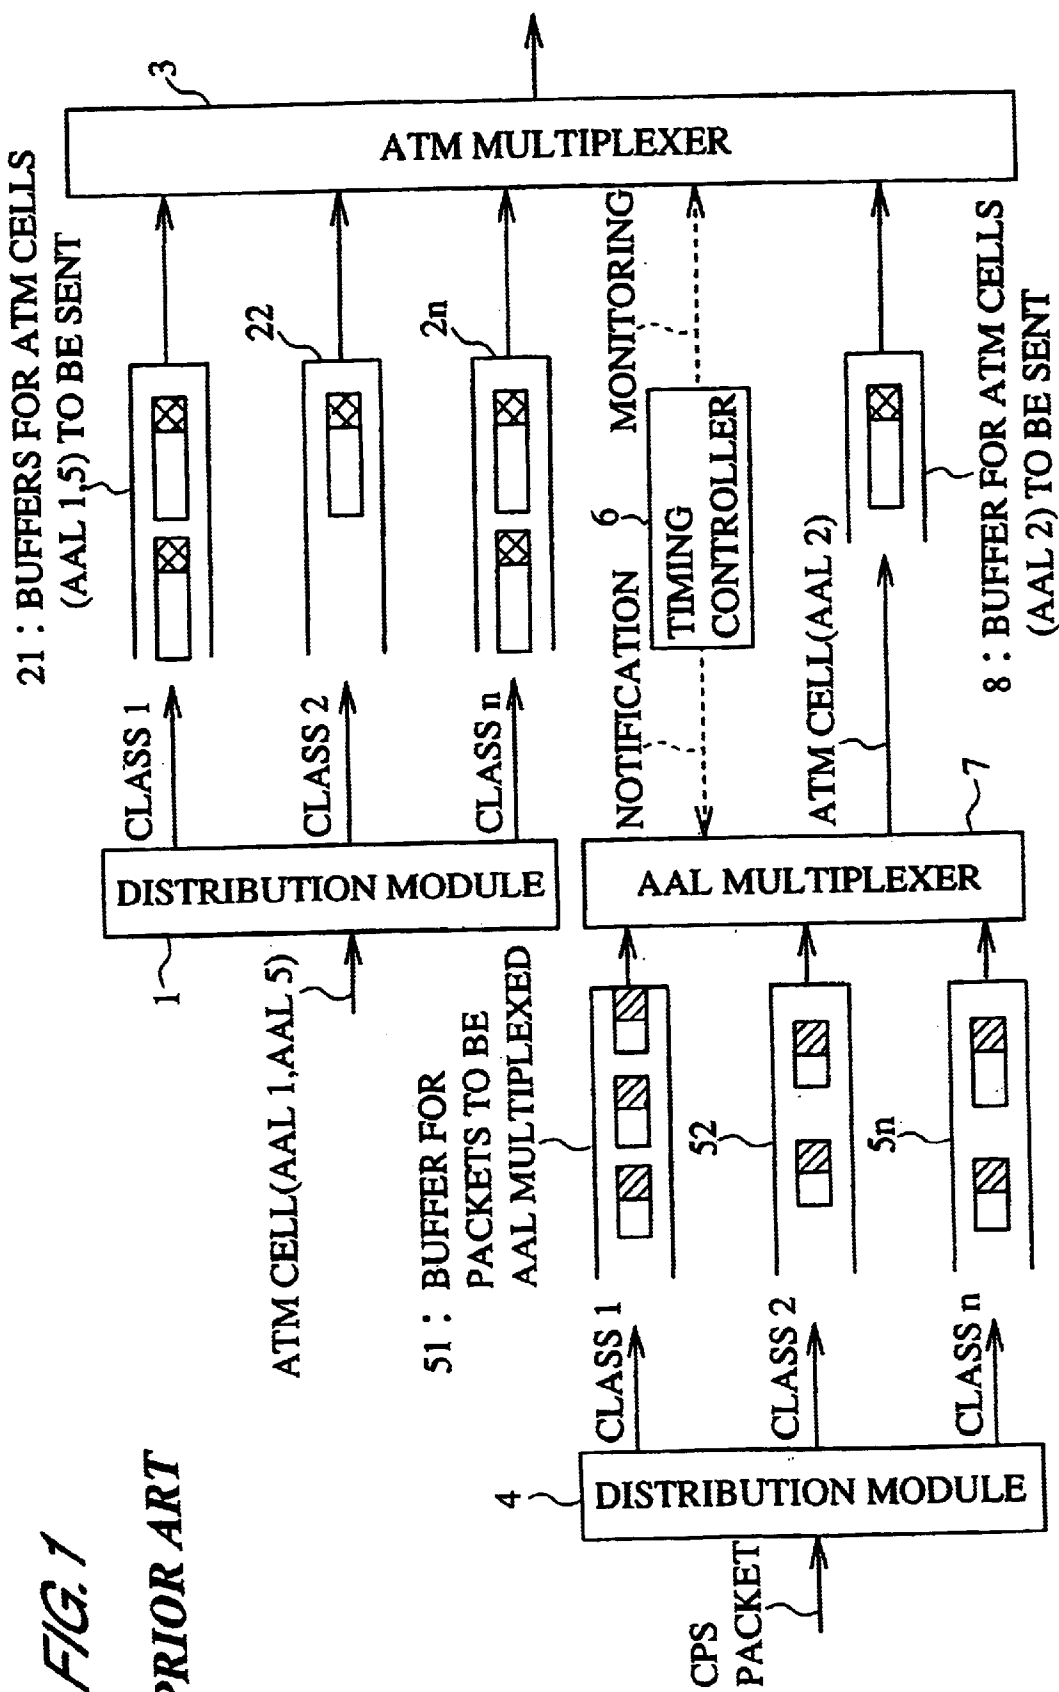 FIG. 1
PRIOR ART
21 : BUFFERS FOR ATM CELLS
(AAL 1,5) TO BE SENT
3
ATM CELL(AAL 1,AAL 5)
1
DISTRIBUTION MODULE
CLASS 1
CLASS 2
CLASS n
22
2n
ATM MULTIPLEXER
51 : BUFFER FOR
PACKETS TO BE
AAL MULTIPLEXED
NOTIFICATION
6
TIMING
CONTROLLER
MONITORING
CPS
PACKET
4
DISTRIBUTION MODULE
CLASS 1
CLASS 2
CLASS n
52
5n
AAL MULTIPLEXER
7
ATM CELL(AAL 2)
8 : BUFFER FOR ATM CELLS
(AAL 2) TO BE SENT